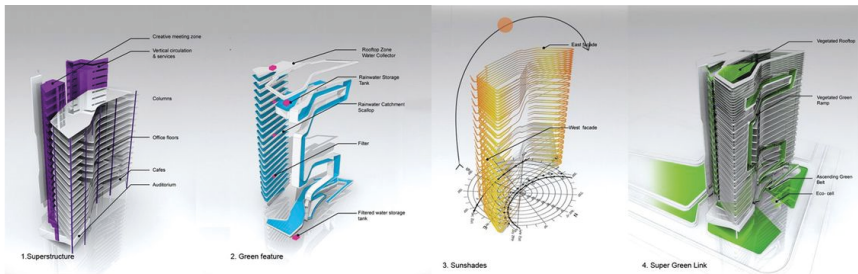 Creative meeting zone
Vertical circulation
& services
Columns
Office floors
Cafes
Auditorium
1.Superstructure
Rooftop Zone
Water Collector
Rainwater Storage
Tank
Rainwater Catchment
Scallop
Filter
Filtered water storage
tank
2. Green feature
East facade
West facade
3. Sunshades
Vegetated Rooftop
Vegetated Green
Ramp
Ascending Green
Belt
Eco- cell
4. Super Green Link